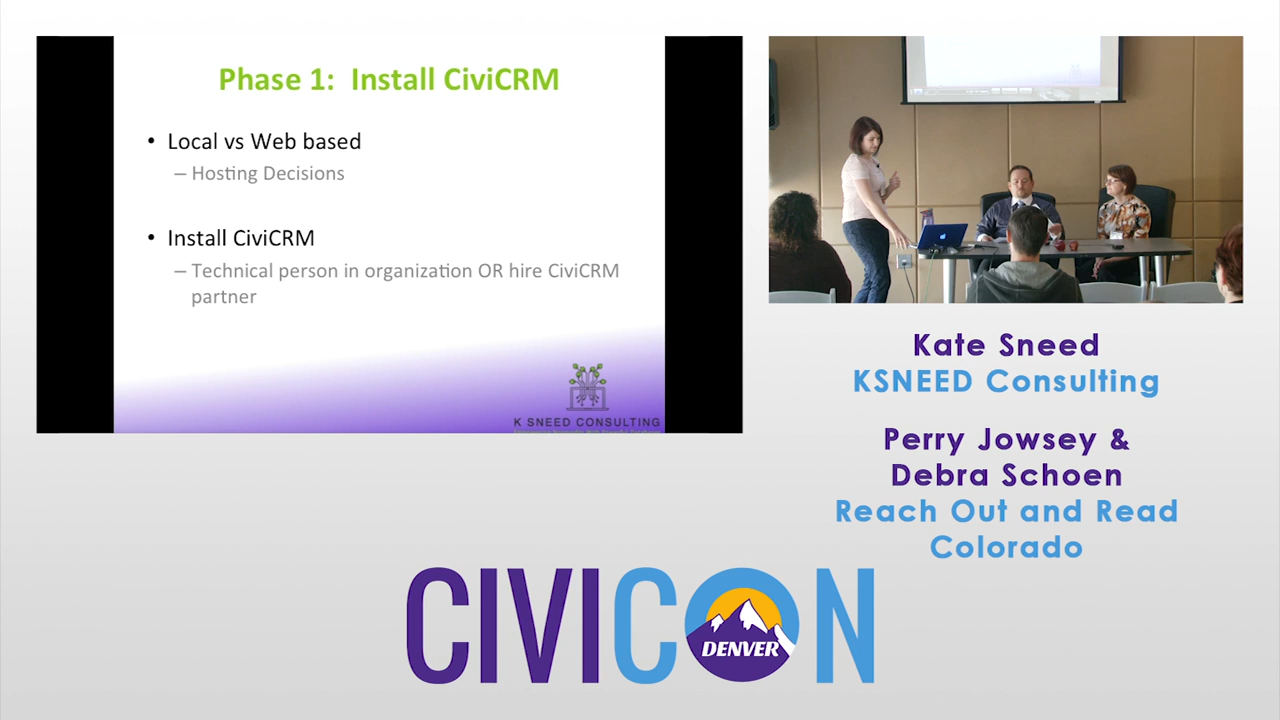 Phase 1: Install CiviCRM
• Local vs Web based
– Hosting Decisions
• Install CiviCRM
– Technical person in organization OR hire CiviCRM
partner
K SNEED CONSULTING
Kate Sneed
KSNEED Consulting
Perry Jowsey &
Debra Schoen
Reach Out and Read
Colorado
CIVICON
DENVER